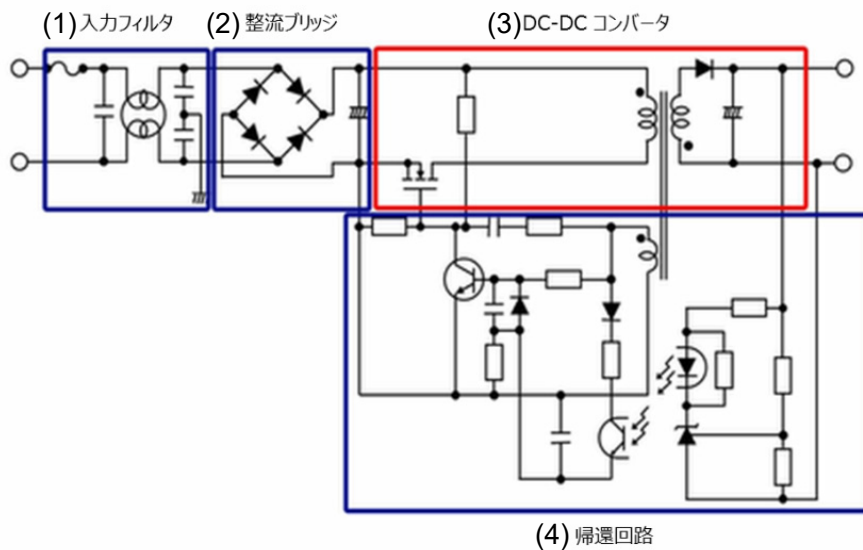 (1)入力フィルタ
(2) 整流ブリッジ
(3)DC-DC コンバータ
(4) 帰還回路